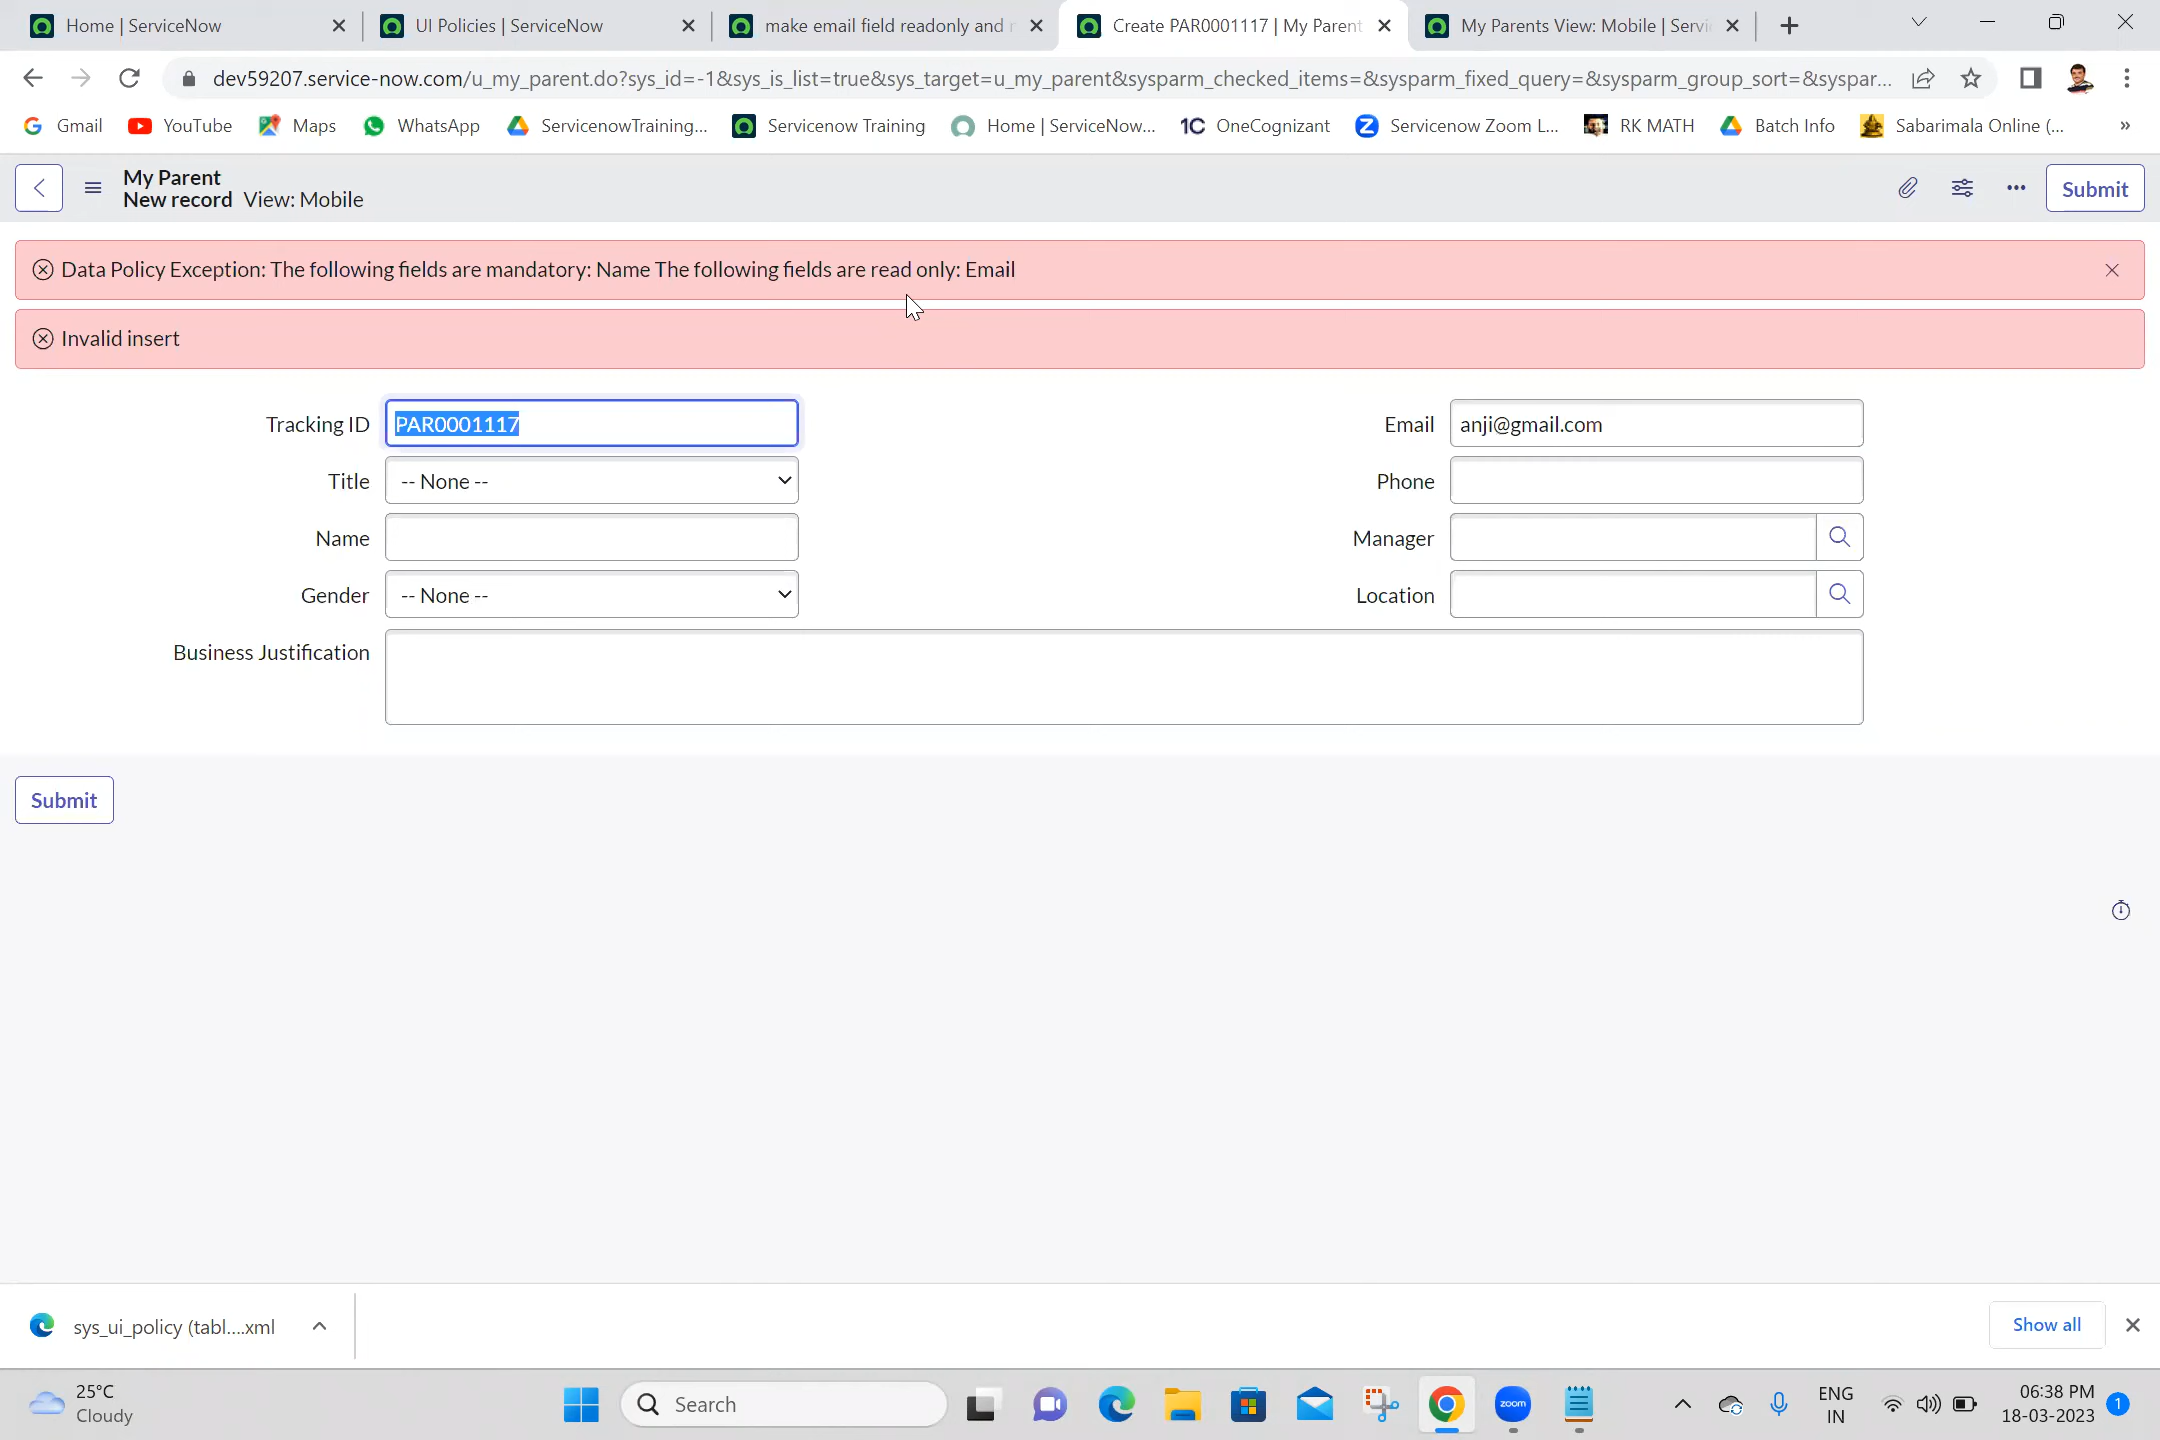 Home | ServiceNow
UI Policies | ServiceNow
make email field readonly and
Create PAR0001117 | My Parent
My Parents View: Mobile | Servi
dev59207.service-now.com/u_my_parent.do?sys_id=-1&sys_is_list=true&sys_target=u_my_parent&sysparm_checked_items=&sysparm_fixed_query=&sysparm_group_sort=&syspar...
Gmail
YouTube
Maps
WhatsApp
ServicenowTraining...
Servicenow Training
Home | ServiceNow...
1C OneCognizant
Servicenow Zoom L...
RK MATH
Batch Info
Sabarimala Online (...
»
My Parent
New record View: Mobile
Submit
Data Policy Exception: The following fields are mandatory: Name The following fields are read only: Email
Invalid insert
Tracking ID PAR0001117
Email anji@gmail.com
Title -- None --
Phone
Name
Manager
Gender -- None --
Location
Business Justification
Submit
sys_ui_policy (tabl....xml
Show all
25°C
Cloudy
Search
zoom
ENG
IN
06:38 PM
18-03-2023
1